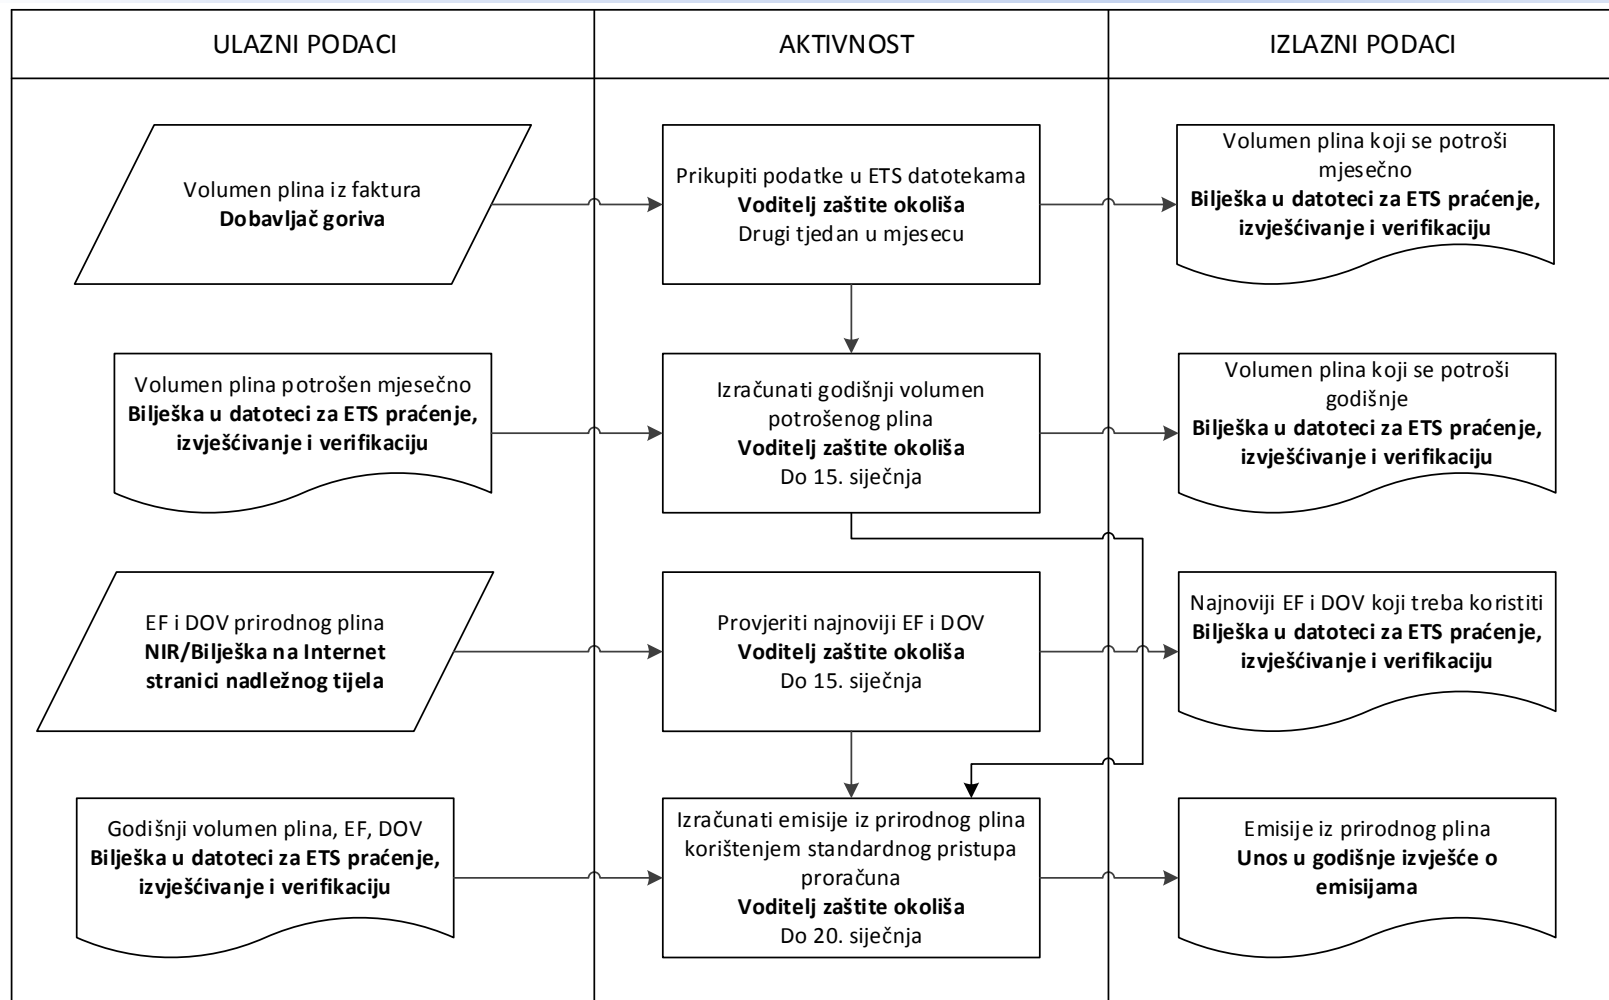 ULAZNI PODACI
AKTIVNOST
IZLAZNI PODACI
Volumen plina iz faktura
Dobavljač goriva
Prikupiti podatke u ETS datotekama
Voditelj zaštite okoliša
Drugi tjedan u mjesecu
Volumen plina koji se potroši
mjesečno
Bilješka u datoteci za ETS praćenje,
izvješćivanje i verifikaciju
Volumen plina potrošen mjesečno
Bilješka u datoteci za ETS praćenje,
izvješćivanje i verifikaciju
Izračunati godišnji volumen
potrošenog plina
Voditelj zaštite okoliša
Do 15. siječnja
Volumen plina koji se potroši
godišnje
Bilješka u datoteci za ETS praćenje,
izvješćivanje i verifikaciju
EF i DOV prirodnog plina
NIR/Bilješka na Internet
stranici nadležnog tijela
Provjeriti najnoviji EF i DOV
Voditelj zaštite okoliša
Do 15. siječnja
Najnoviji EF i DOV koji treba koristiti
Bilješka u datoteci za ETS praćenje,
izvješćivanje i verifikaciju
Godišnji volumen plina, EF, DOV
Bilješka u datoteci za ETS praćenje,
izvješćivanje i verifikaciju
Izračunati emisije iz prirodnog plina
korištenjem standardnog pristupa
proračuna
Voditelj zaštite okoliša
Do 20. siječnja
Emisije iz prirodnog plina
Unos u godišnje izvješće o
emisijama